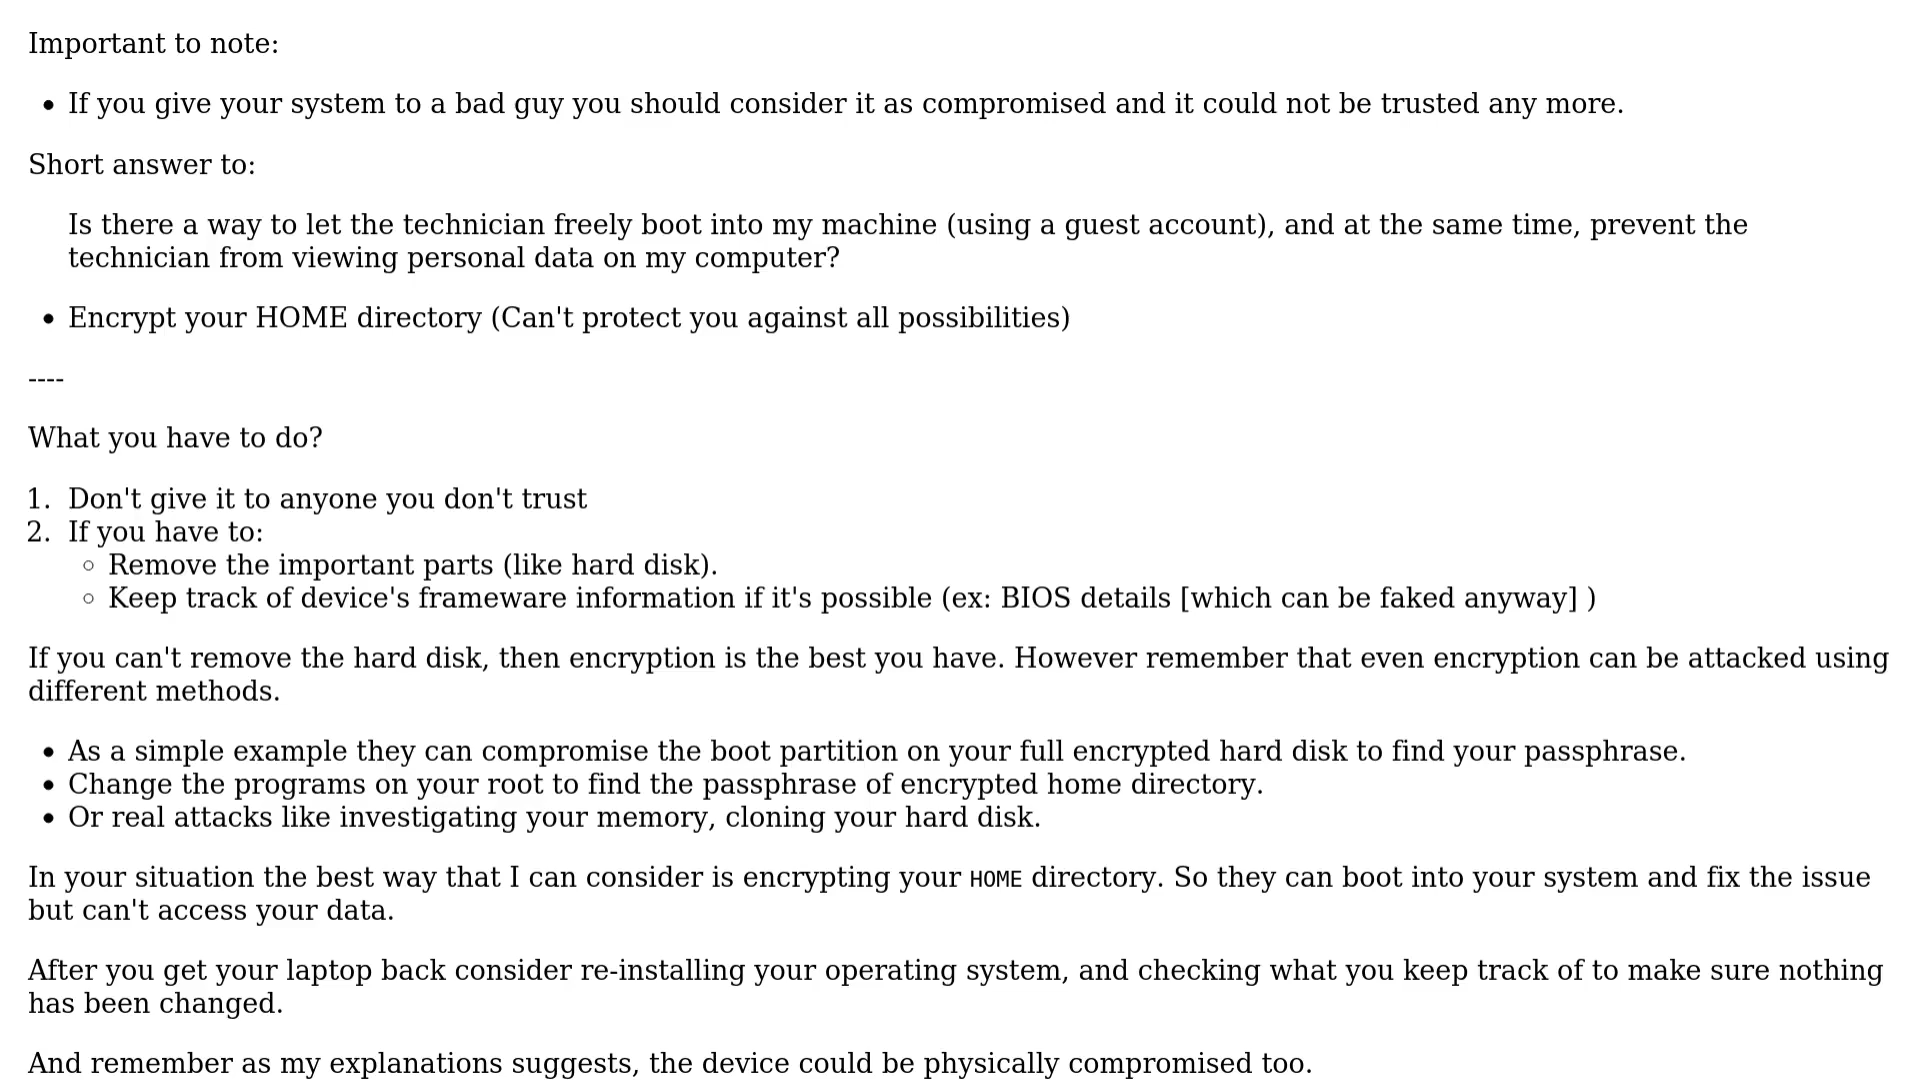 Important to note:
• If you give your system to a bad guy you should consider it as compromised and it could not be trusted any more.
Short answer to:
Is there a way to let the technician freely boot into my machine (using a guest account), and at the same time, prevent the
technician from viewing personal data on my computer?
• Encrypt your HOME directory (Can't protect you against all possibilities)
----
What you have to do?
1. Don't give it to anyone you don't trust
2. If you have to:
◦ Remove the important parts (like hard disk).
◦ Keep track of device's frameware information if it's possible (ex: BIOS details [which can be faked anyway] )
If you can't remove the hard disk, then encryption is the best you have. However remember that even encryption can be attacked using
different methods.
• As a simple example they can compromise the boot partition on your full encrypted hard disk to find your passphrase.
• Change the programs on your root to find the passphrase of encrypted home directory.
• Or real attacks like investigating your memory, cloning your hard disk.
In your situation the best way that I can consider is encrypting your HOME directory. So they can boot into your system and fix the issue
but can't access your data.
After you get your laptop back consider re-installing your operating system, and checking what you keep track of to make sure nothing
has been changed.
And remember as my explanations suggests, the device could be physically compromised too.